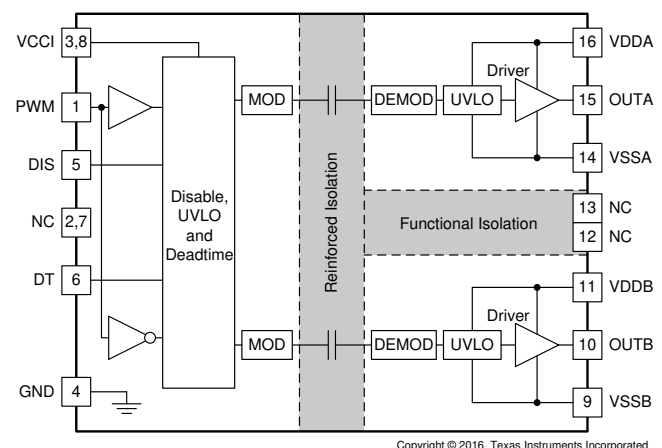 VCCI 3,8
PWM 1
DIS 5
NC 2,7
DT 6
GND 4
Disable,
UVLO
and
Deadtime
MOD
MOD
Reinforced Isolation
DEMOD UVLO Driver
16 VDDA
15 OUTA
14 VSSA
Functional Isolation
13 NC
12 NC
DEMOD UVLO Driver
11 VDDB
10 OUTB
9 VSSB
Copyright © 2016, Texas Instruments Incorporated